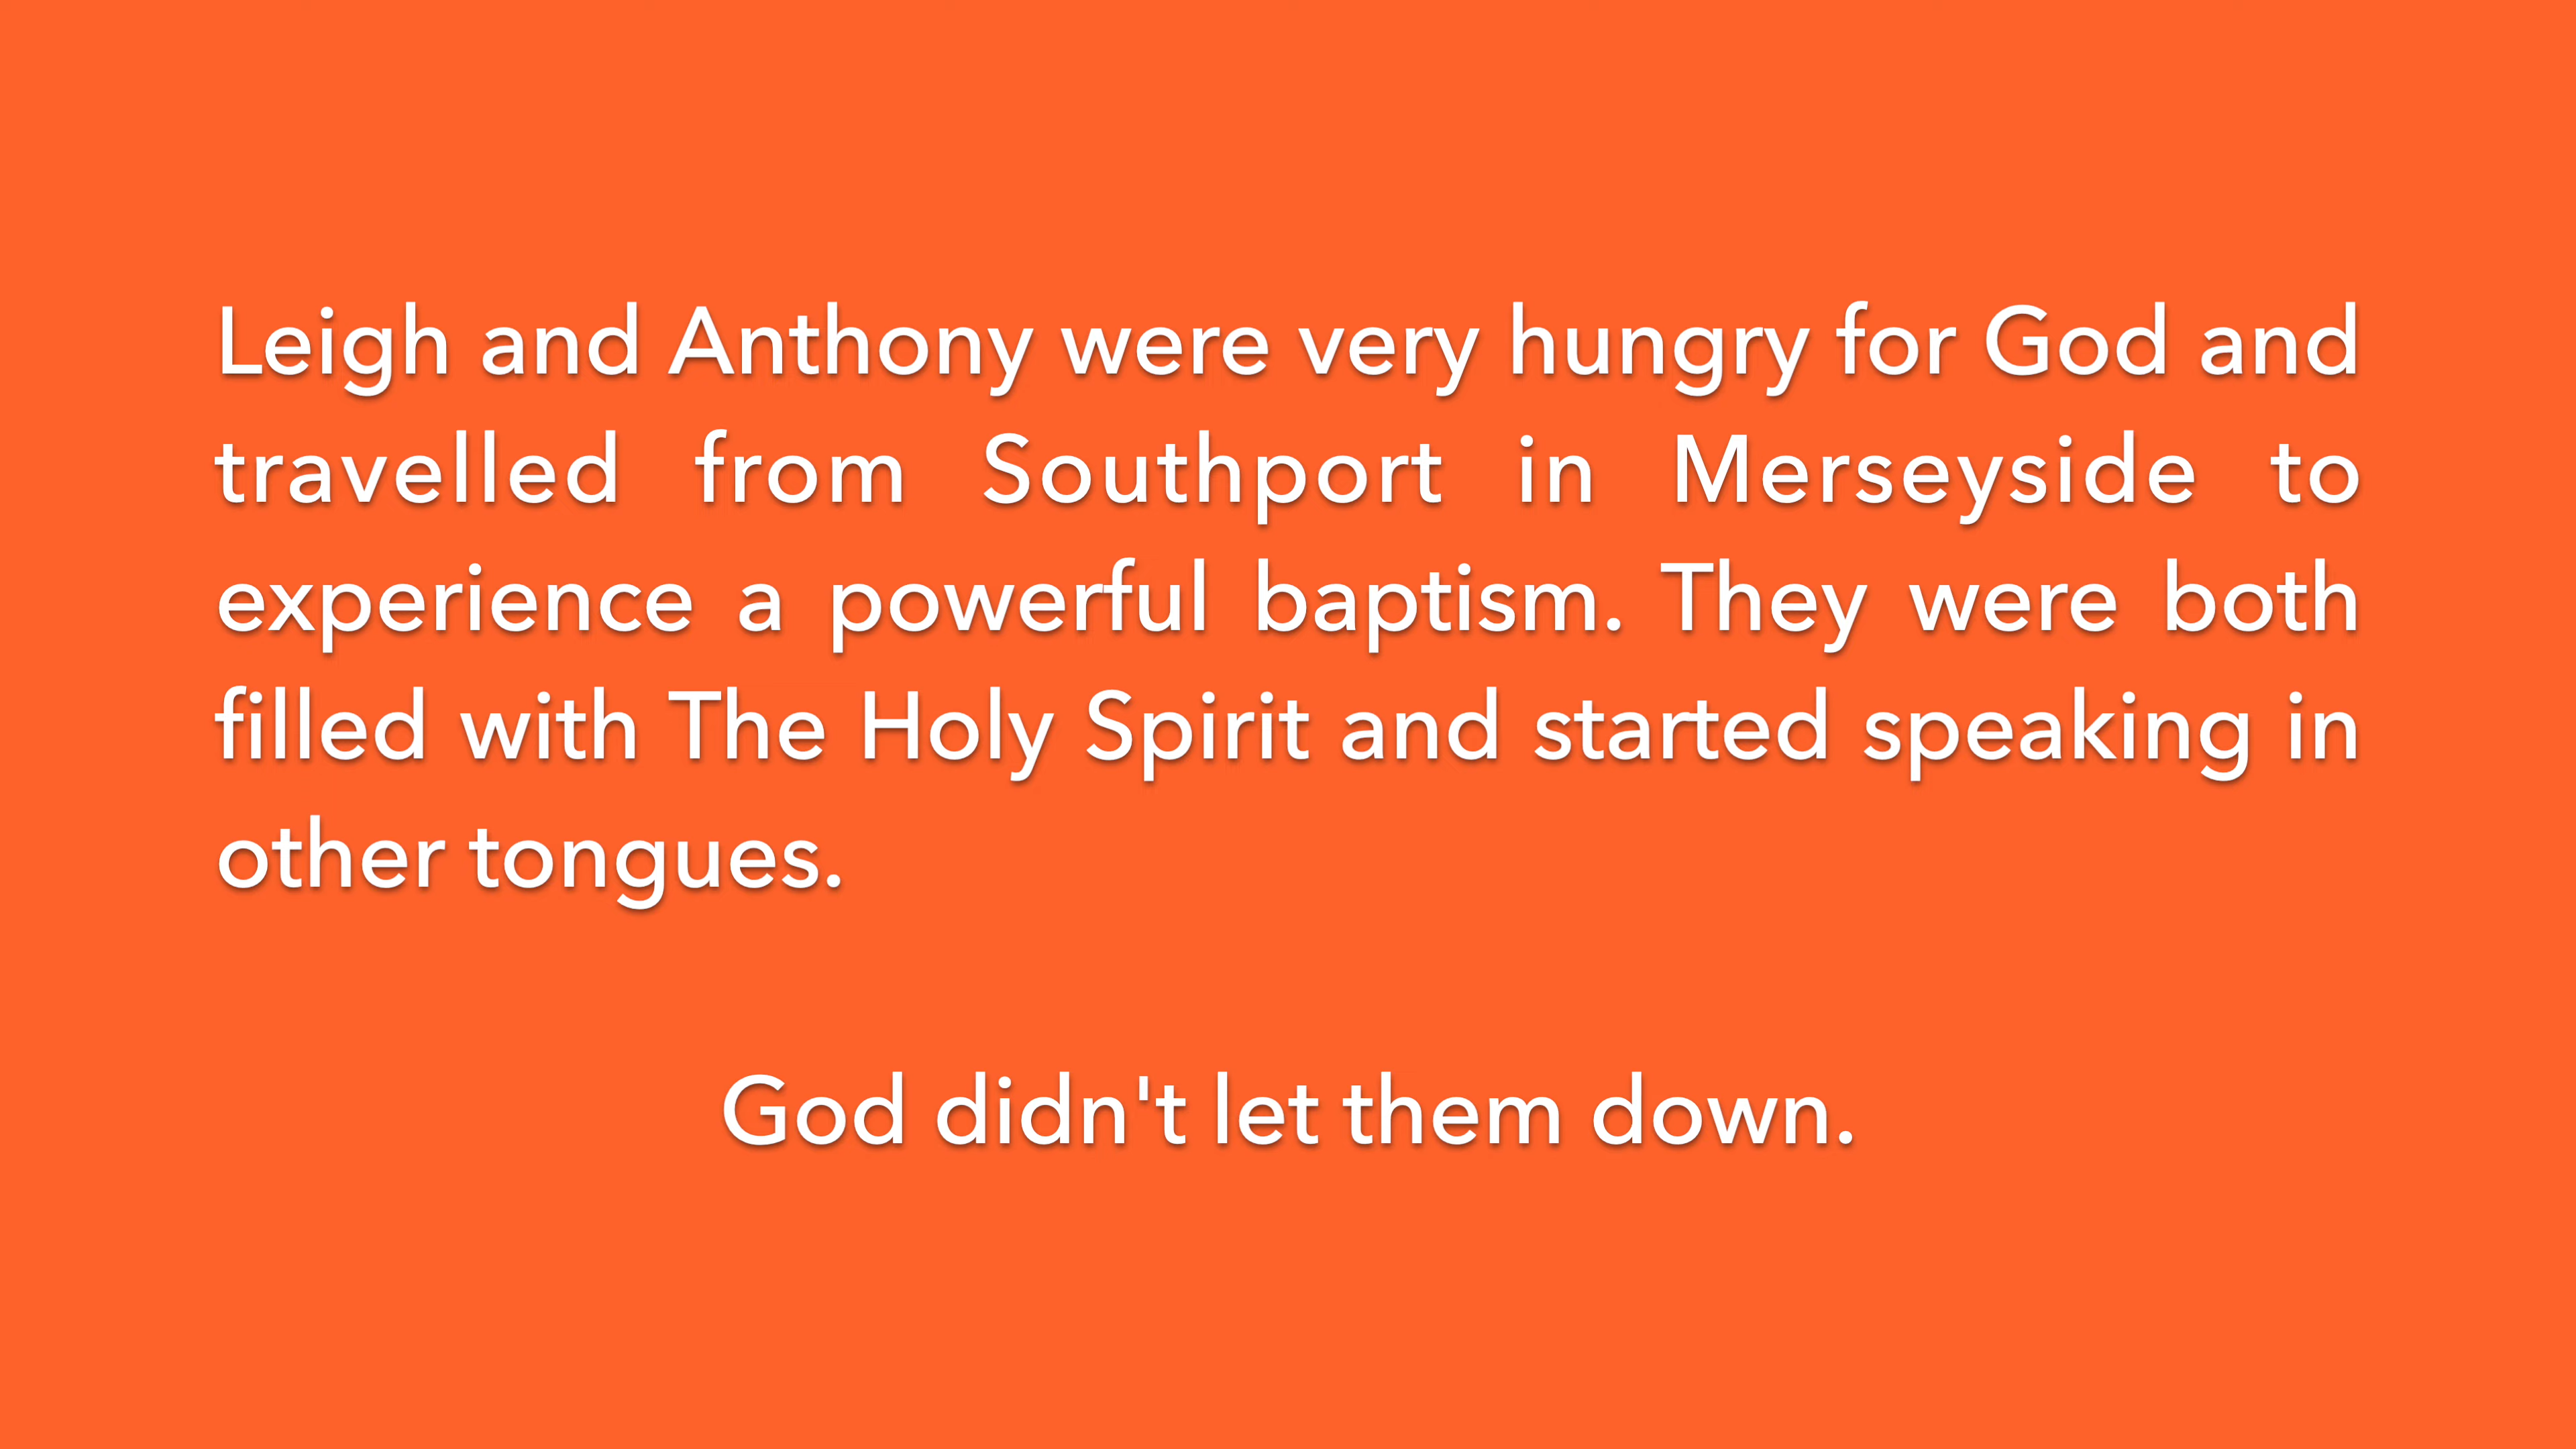 Leigh and Anthony were very hungry for God and
travelled from Southport in Merseyside to
experience a powerful baptism. They were both
filled with The Holy Spirit and started speaking in
other tongues.
God didn't let them down.